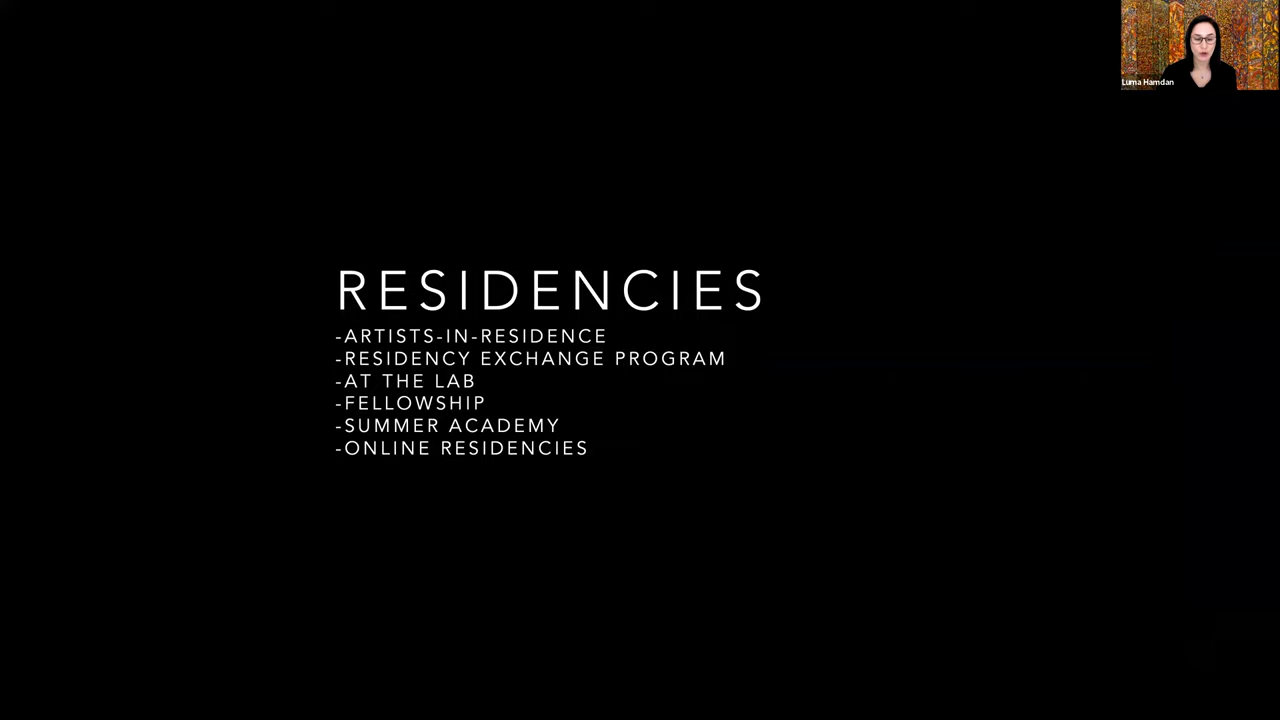 Luma Hamdan
RESIDENCIES
-ARTISTS-IN-RESIDENCE
-RESIDENCY EXCHANGE PROGRAM
-AT THE LAB
-FELLOWSHIP
-SUMMER ACADEMY
-ONLINE RESIDENCIES